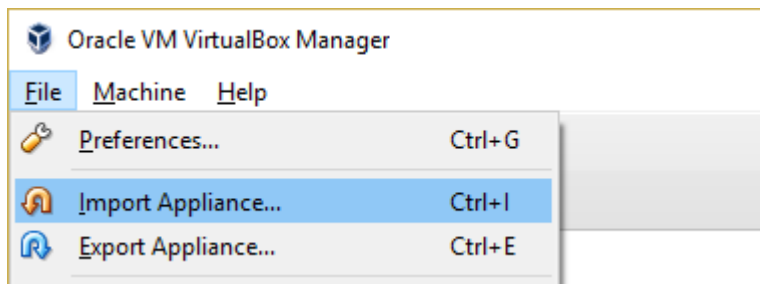 Oracle VM VirtualBox Manager
File Machine Help
Preferences... Ctrl+G
Import Appliance... Ctrl+I
Export Appliance... Ctrl+E